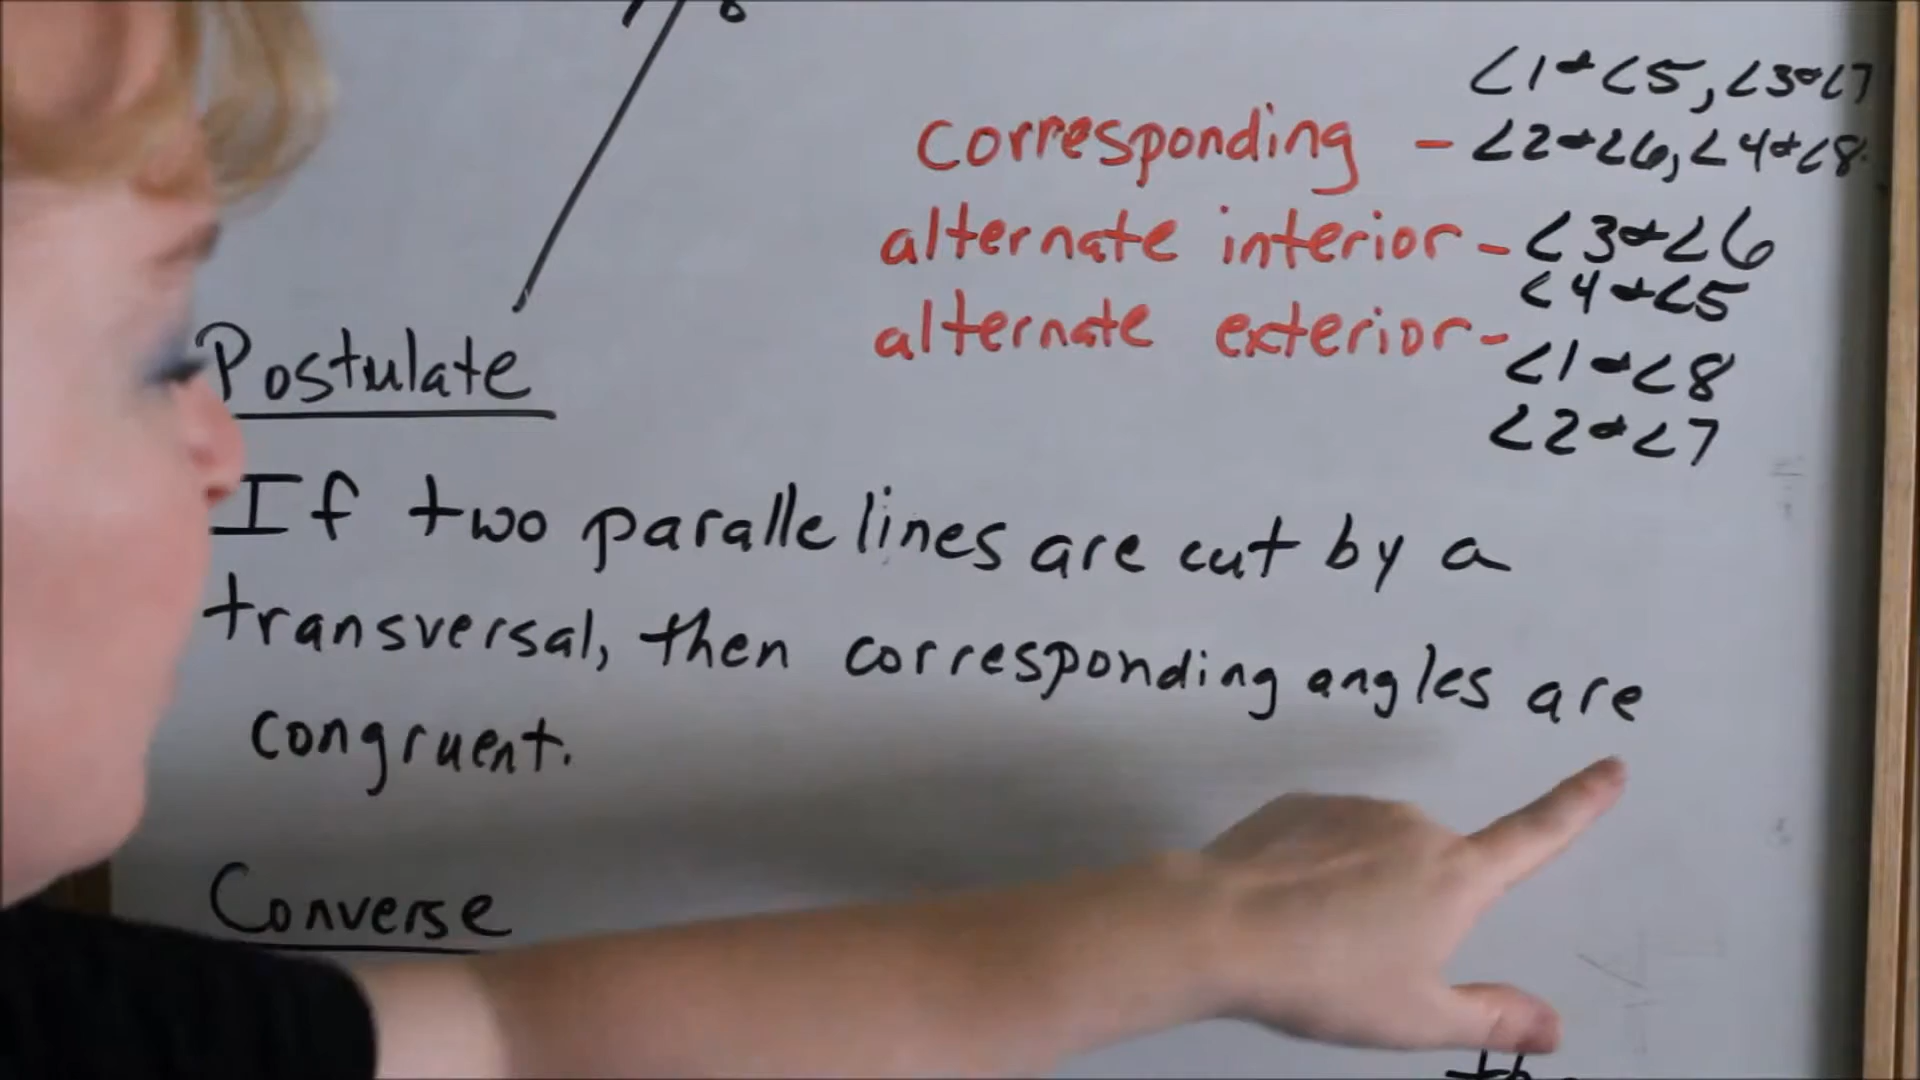 8
∠1 & ∠5, ∠3 & ∠7
corresponding - ∠2 & ∠6, ∠4 & ∠8
alternate interior - ∠3 & ∠6
∠4 & ∠5
alternate exterior - ∠1 & ∠8
∠2 & ∠7
Postulate
If two paralle lines are cut by a
transversal, then corresponding angles are
congruent.
Converse